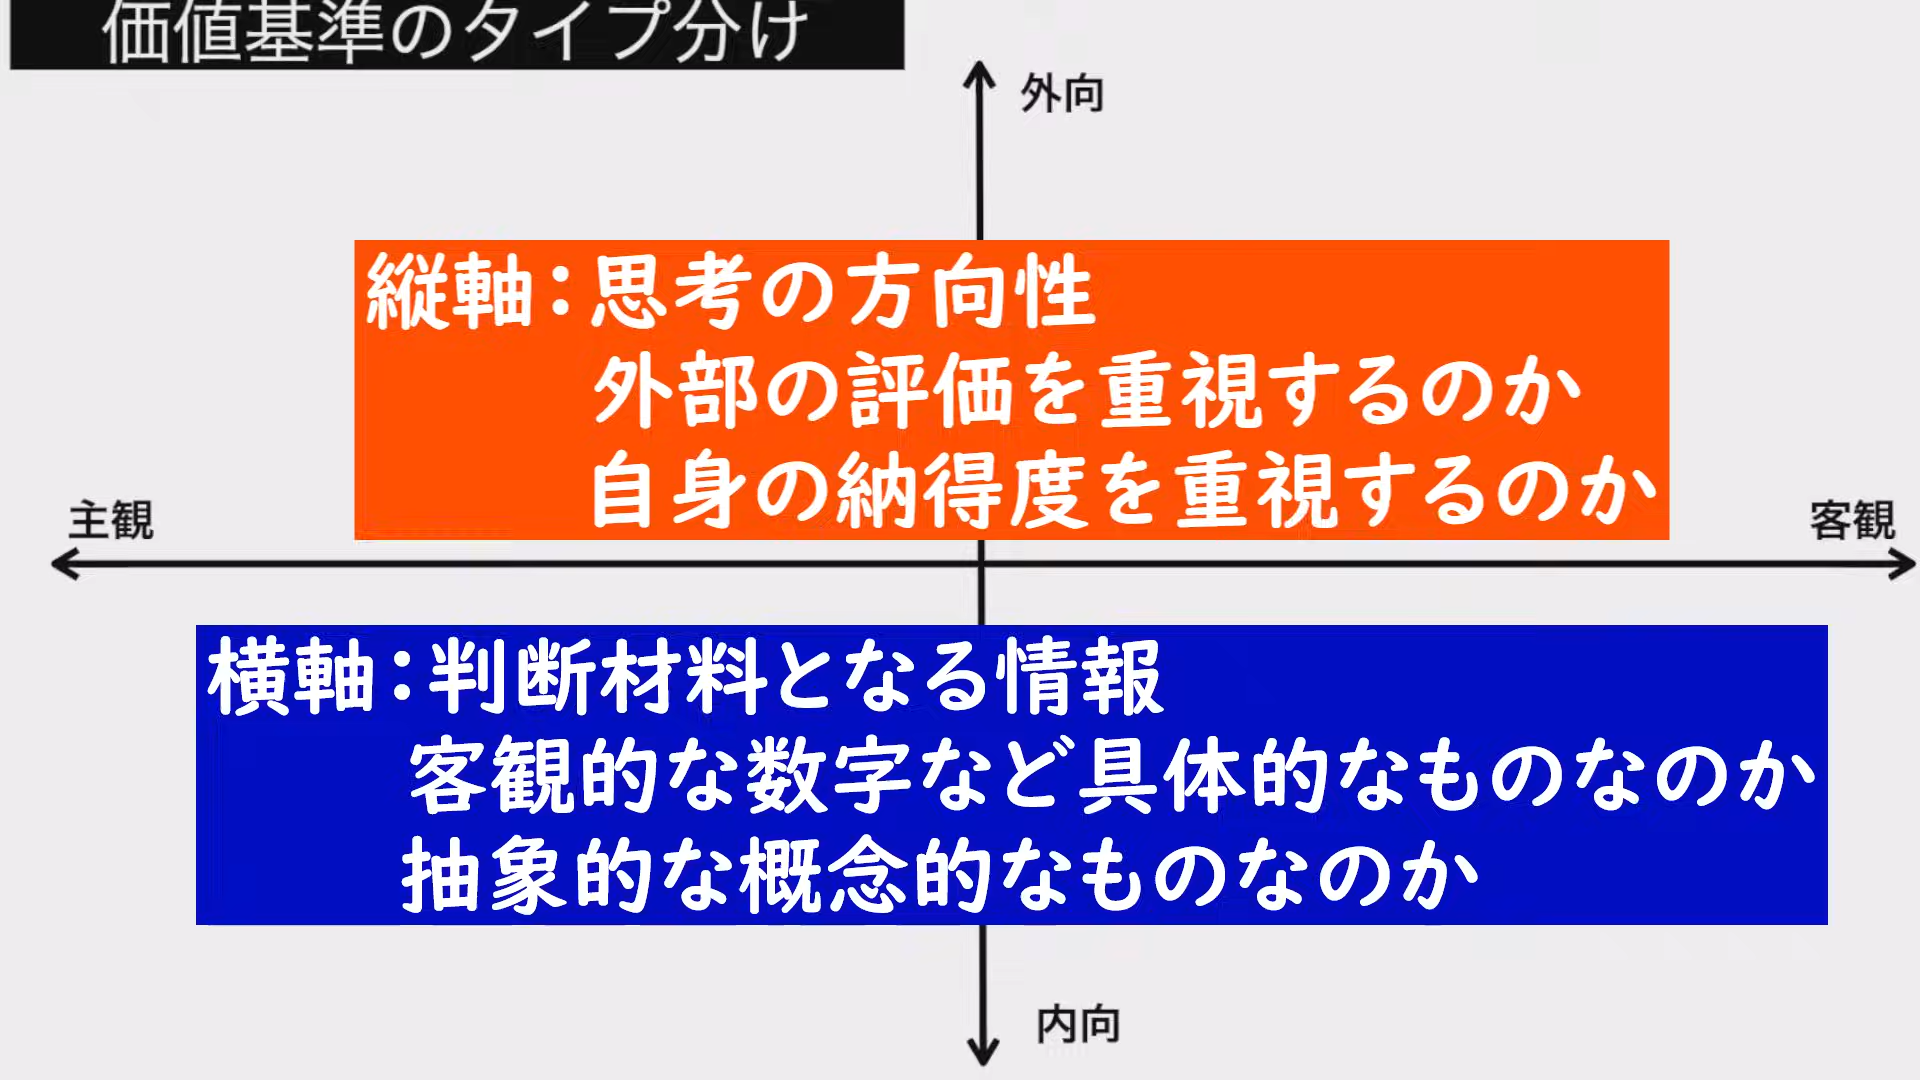 価値基準のタイプ分け
外向
縦軸：思考の方向性
外部の評価を重視するのか
自身の納得度を重視するのか
主観
客観
横軸：判断材料となる情報
客観的な数字など具体的なものなのか
抽象的な概念的なものなのか
内向